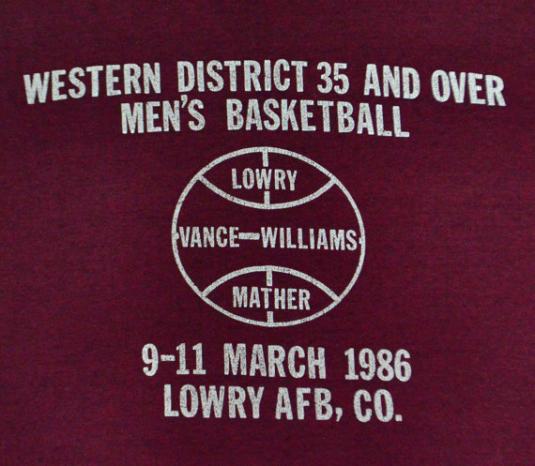 WESTERN DISTRICT 35 AND OVER
MEN'S BASKETBALL
LOWRY
VANCE-WILLIAMS
MATHER
9-11 MARCH 1986
LOWRY AFB, CO.